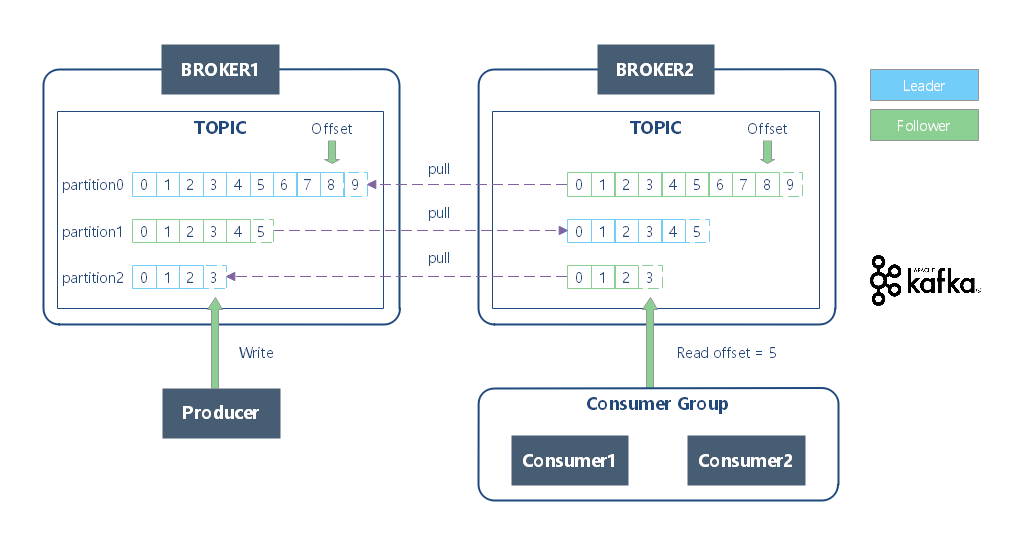 BROKER1
BROKER2
Leader
Follower
TOPIC
Offset
TOPIC
Offset
pull
partition0 0 1 2 3 4 5 6 7 8 9
0 1 2 3 4 5 6 7 8 9
pull
partition1 0 1 2 3 4 5
0 1 2 3 4 5
pull
partition2 0 1 2 3
0 1 2 3
APACHE
kafka
Write
Read offset = 5
Producer
Consumer Group
Consumer1
Consumer2